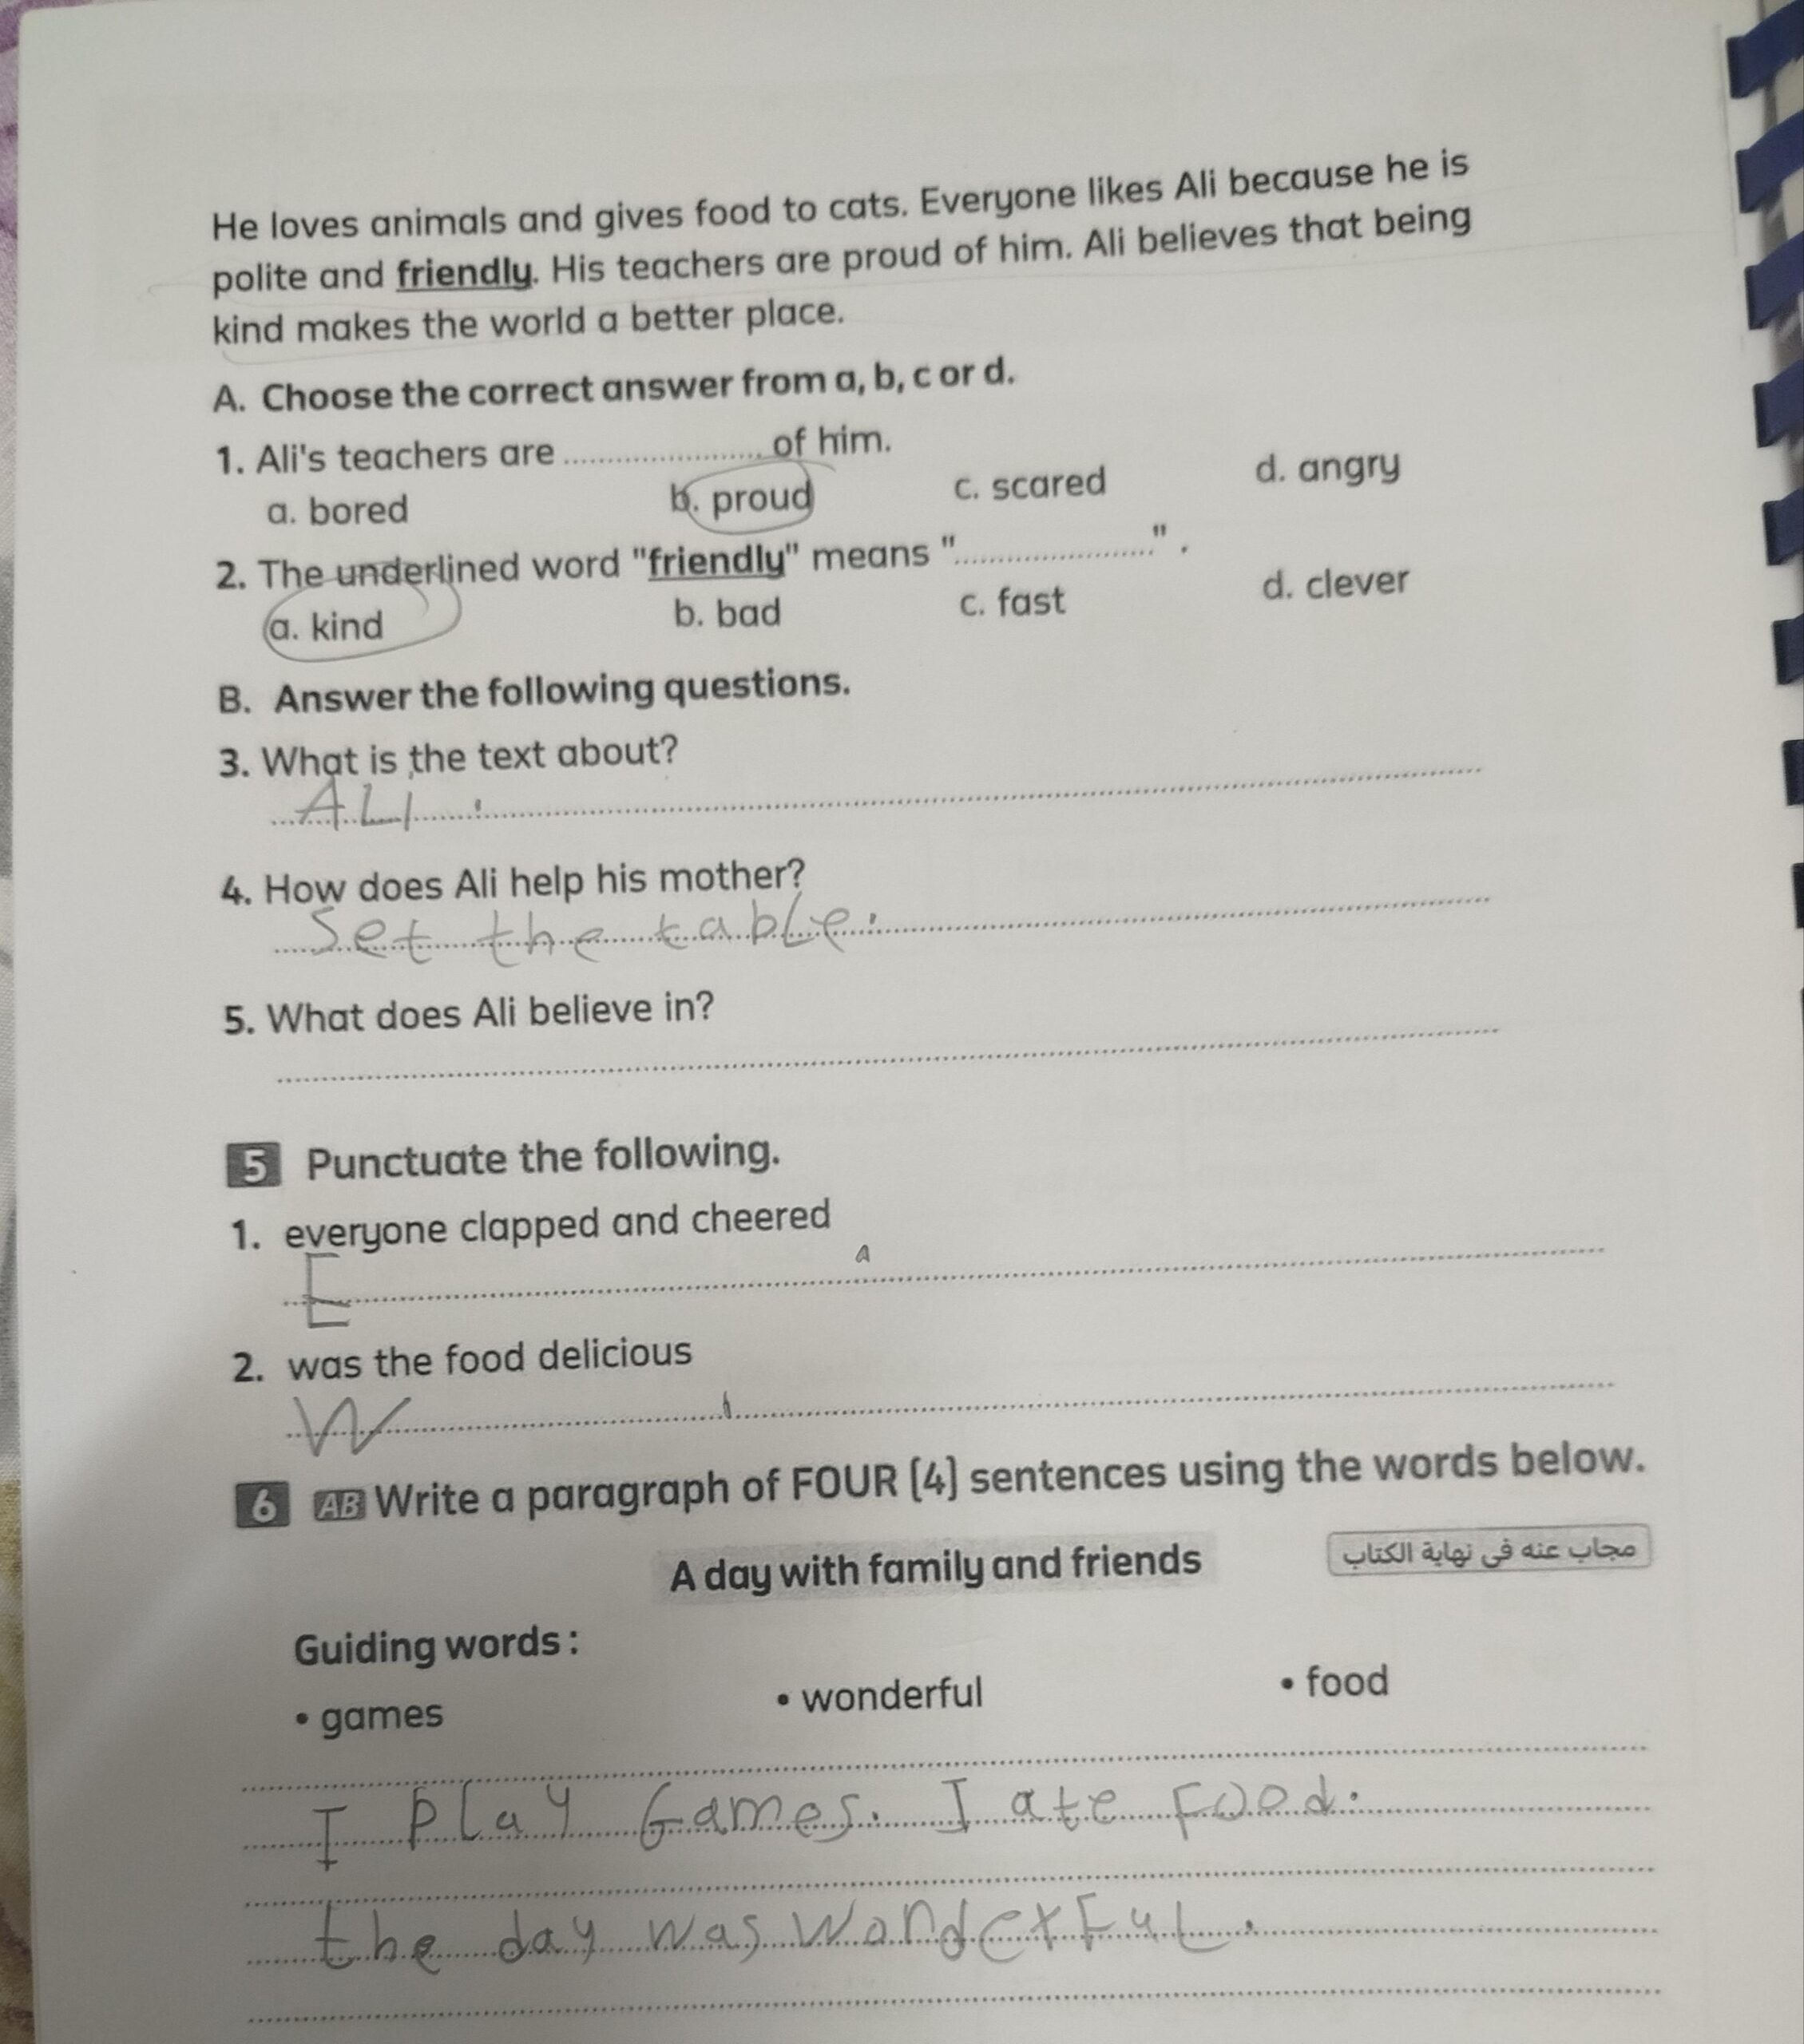 He loves animals and gives food to cats. Everyone likes Ali because he is
polite and friendly. His teachers are proud of him. Ali believes that being
kind makes the world a better place.
A. Choose the correct answer from a, b, c or d.
1. Ali's teachers are .................... of him.
a. bored b. proud c. scared d. angry
2. The underlined word "friendly" means "....................".
a. kind b. bad c. fast d. clever
B. Answer the following questions.
3. What is the text about?
ALI .
4. How does Ali help his mother?
Set the table.
5. What does Ali believe in?
5 Punctuate the following.
1. everyone clapped and cheered
E
2. was the food delicious
W
6 AB Write a paragraph of FOUR (4) sentences using the words below.
A day with family and friends
مجاب عنه فى نهاية الكتاب
Guiding words :
• games • wonderful • food
I Play Games. I ate Food.
the day was WonderFul.